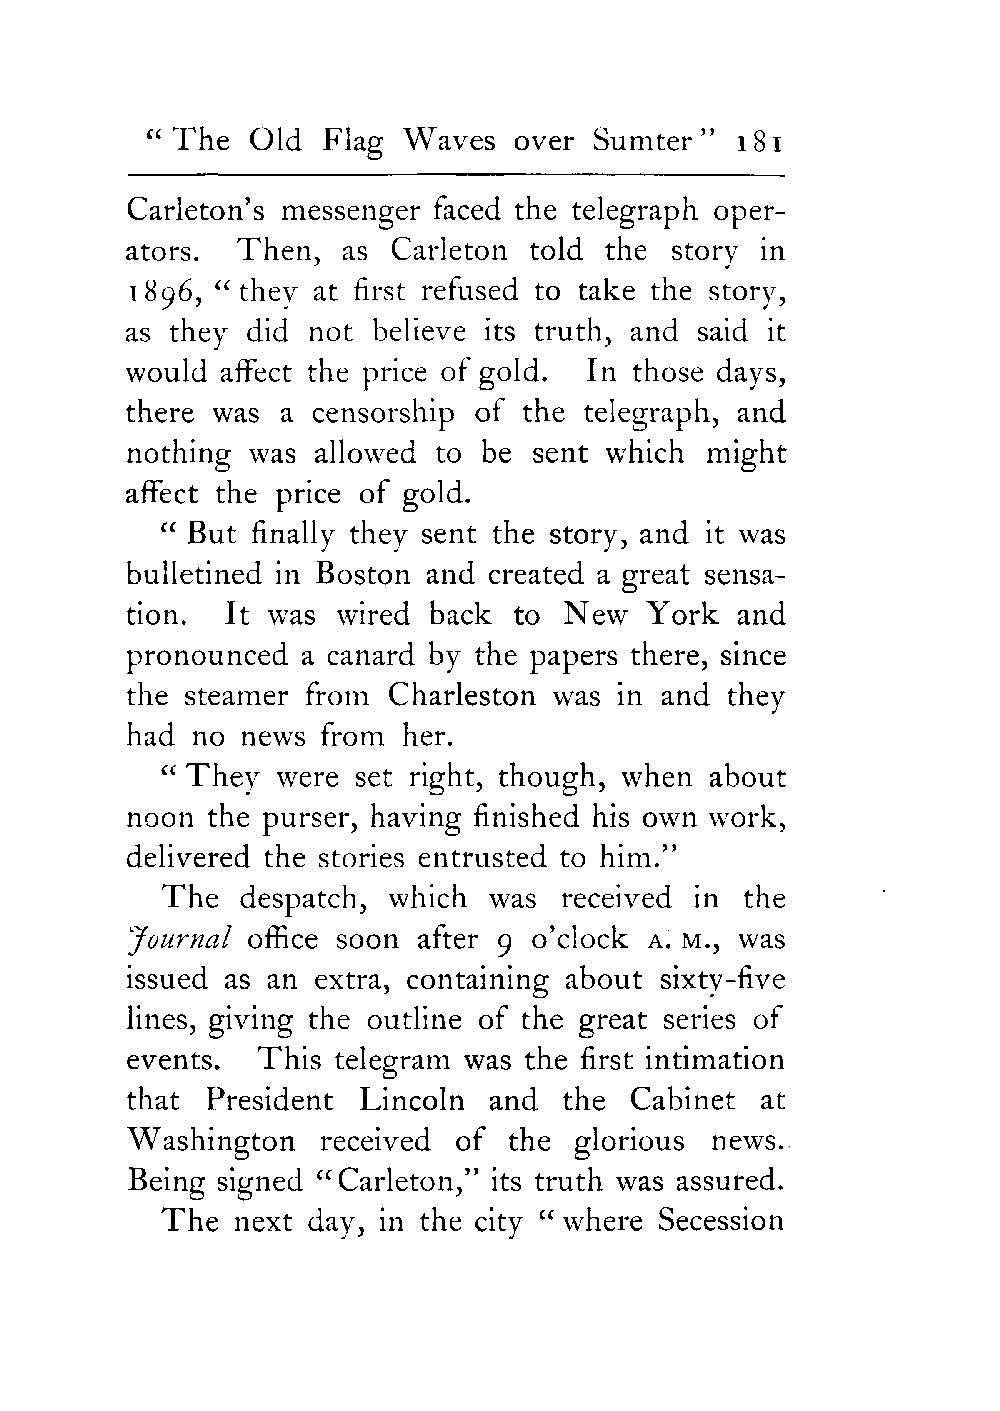 “ The Old Flag Waves over Sumter ” 181
Carleton’s messenger faced the telegraph oper-
ators. Then, as Carleton told the story in
1896, “ they at first refused to take the story,
as they did not believe its truth, and said it
would affect the price of gold. In those days,
there was a censorship of the telegraph, and
nothing was allowed to be sent which might
affect the price of gold.
“ But finally they sent the story, and it was
bulletined in Boston and created a great sensa-
tion. It was wired back to New York and
pronounced a canard by the papers there, since
the steamer from Charleston was in and they
had no news from her.
“ They were set right, though, when about
noon the purser, having finished his own work,
delivered the stories entrusted to him.”
The despatch, which was received in the
Journal office soon after 9 o’clock A. M., was
issued as an extra, containing about sixty-five
lines, giving the outline of the great series of
events. This telegram was the first intimation
that President Lincoln and the Cabinet at
Washington received of the glorious news.
Being signed “Carleton,” its truth was assured.
The next day, in the city “ where Secession